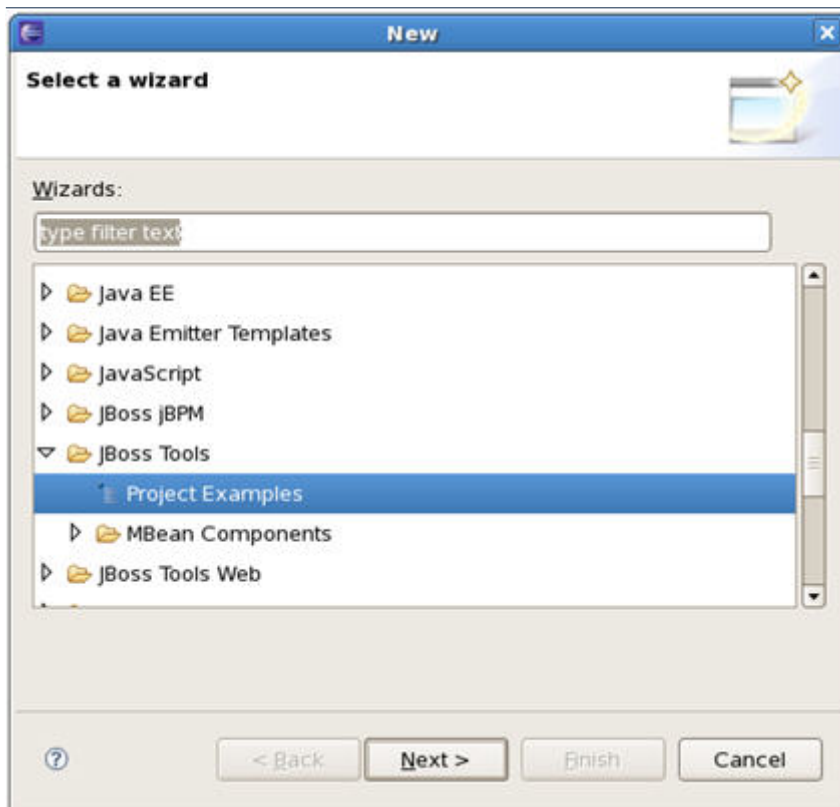 New
Select a wizard
Wizards:
type filter text
Java EE
Java Emitter Templates
JavaScript
JBoss jBPM
JBoss Tools
Project Examples
MBean Components
JBoss Tools Web
?
< Back
Next >
Finish
Cancel